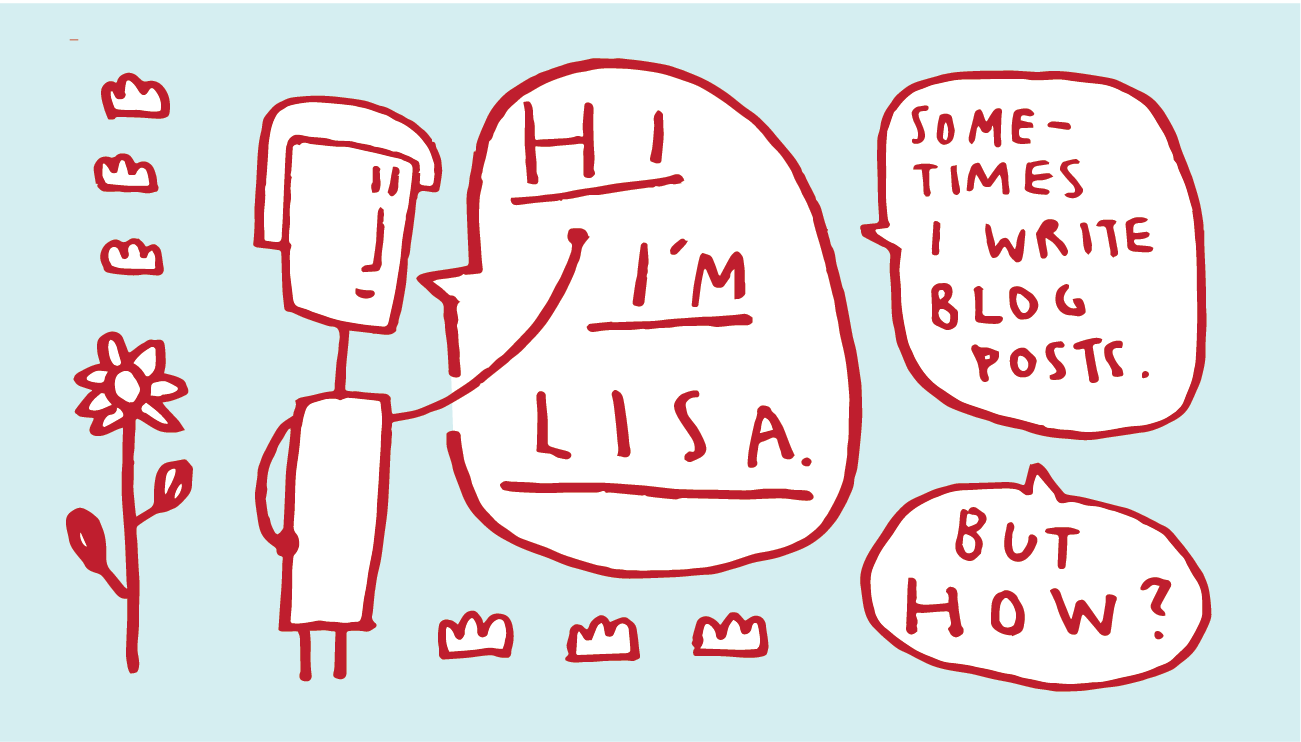 HI
I'M
LISA.
SOME-
TIMES
I WRITE
BLOG
POSTS.
BUT
HOW?